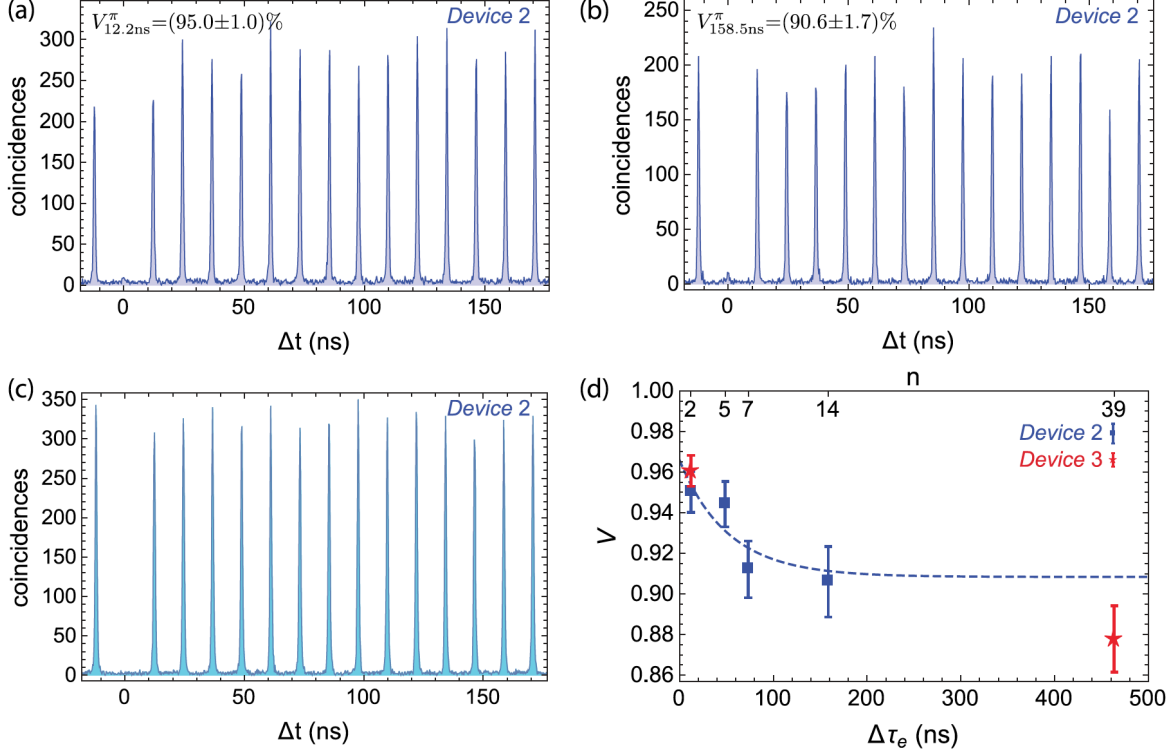 (a)
V^π_{12.2ns}=(95.0±1.0)%
Device 2
300
250
200
150
100
50
0
coincidences
0
50
100
150
Δt (ns)
(b)
V^π_{158.5ns}=(90.6±1.7)%
Device 2
250
200
150
100
50
0
coincidences
0
50
100
150
Δt (ns)
(c)
Device 2
350
300
250
200
150
100
50
0
coincidences
0
50
100
150
Δt (ns)
(d)
n
2 5 7 14 39
Device 2
Device 3
1.00
0.98
0.96
0.94
0.92
0.90
0.88
0.86
V
0 100 200 300 400 500
Δτ_e (ns)